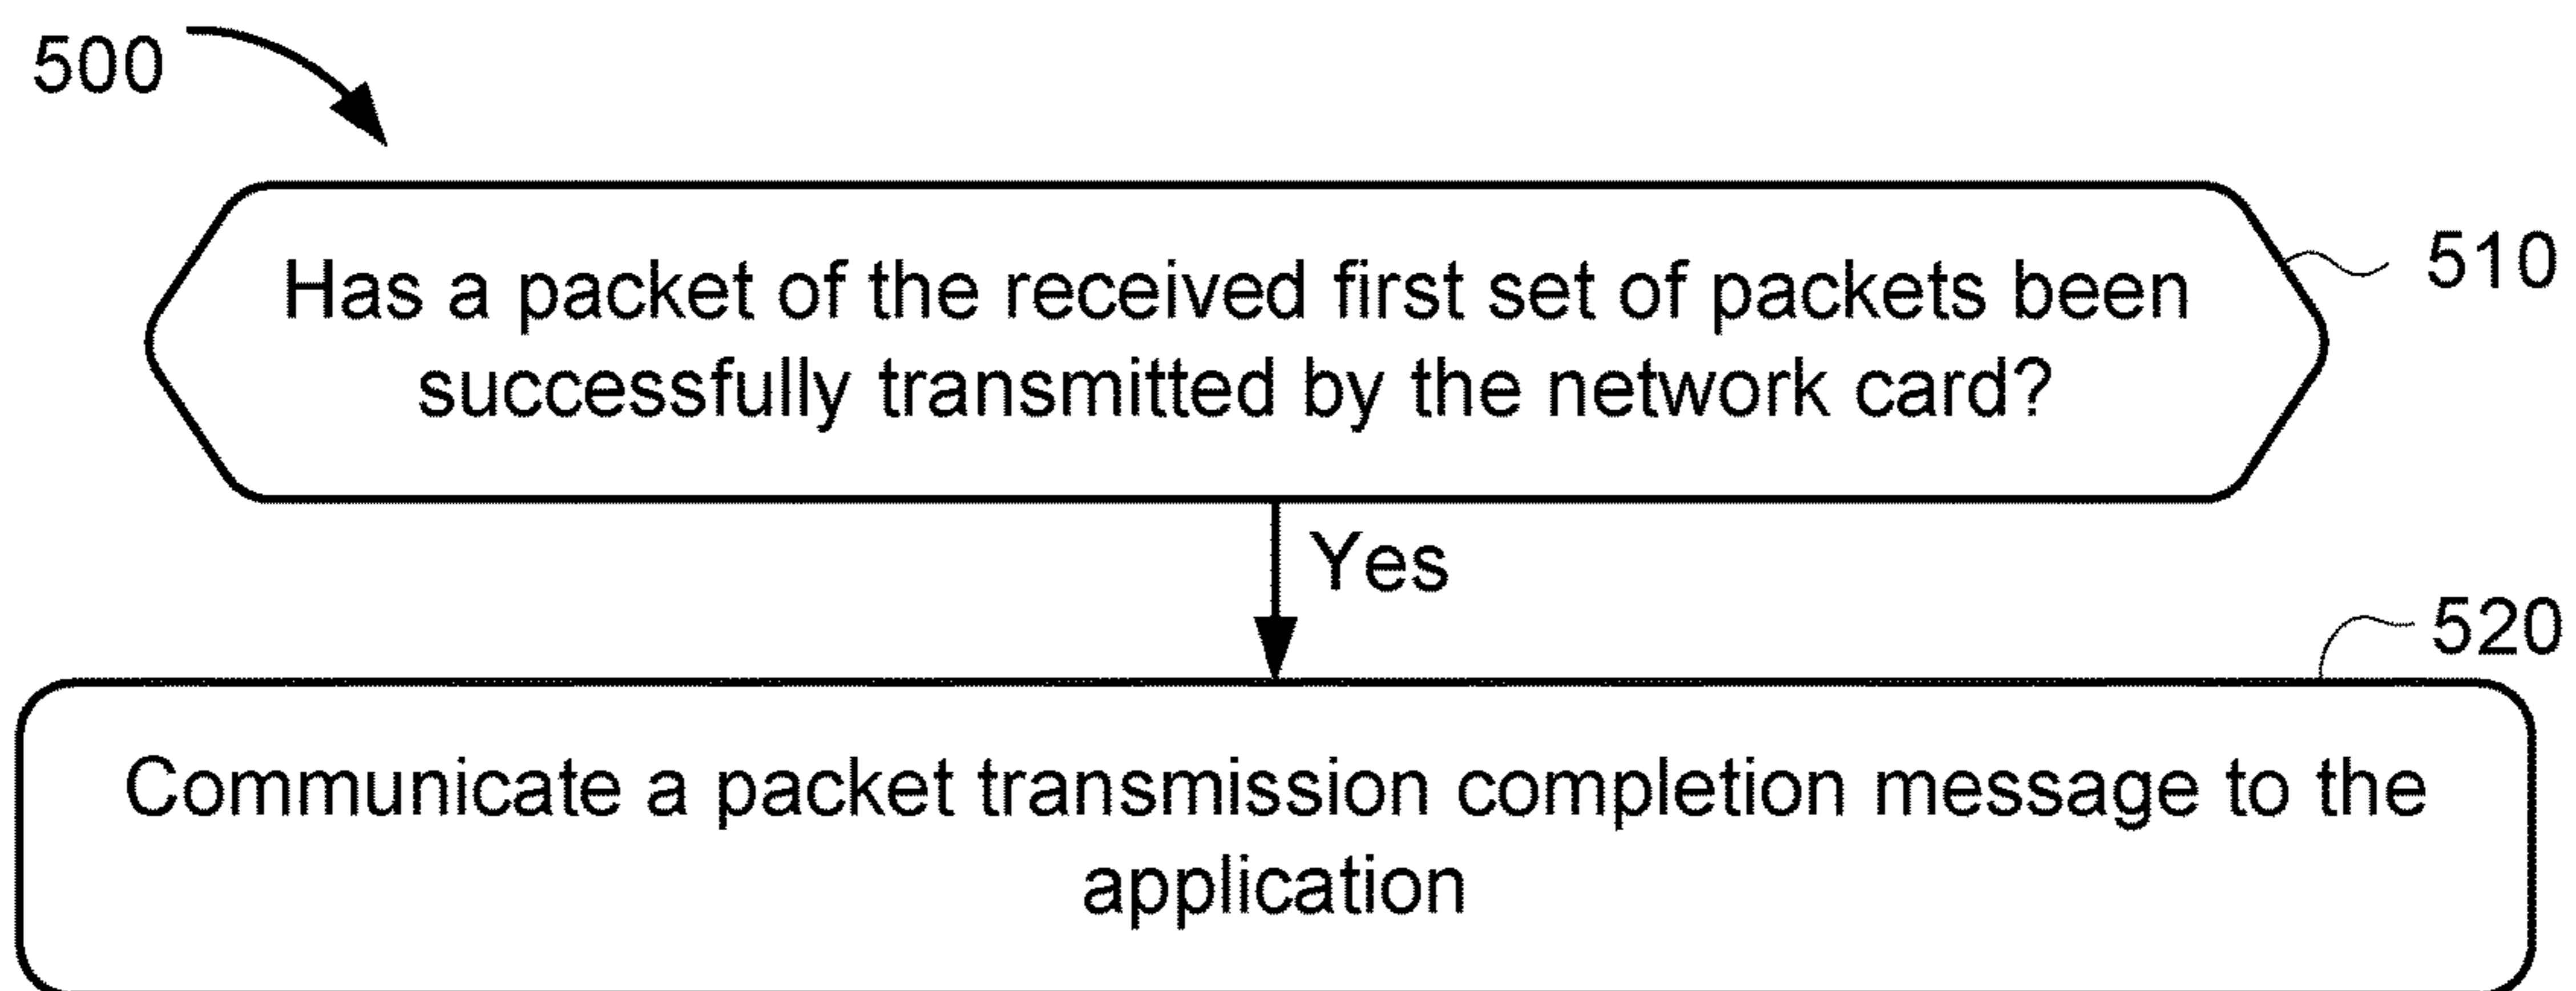 500
Has a packet of the received first set of packets been
successfully transmitted by the network card?
510
Yes
520
Communicate a packet transmission completion message to the
application